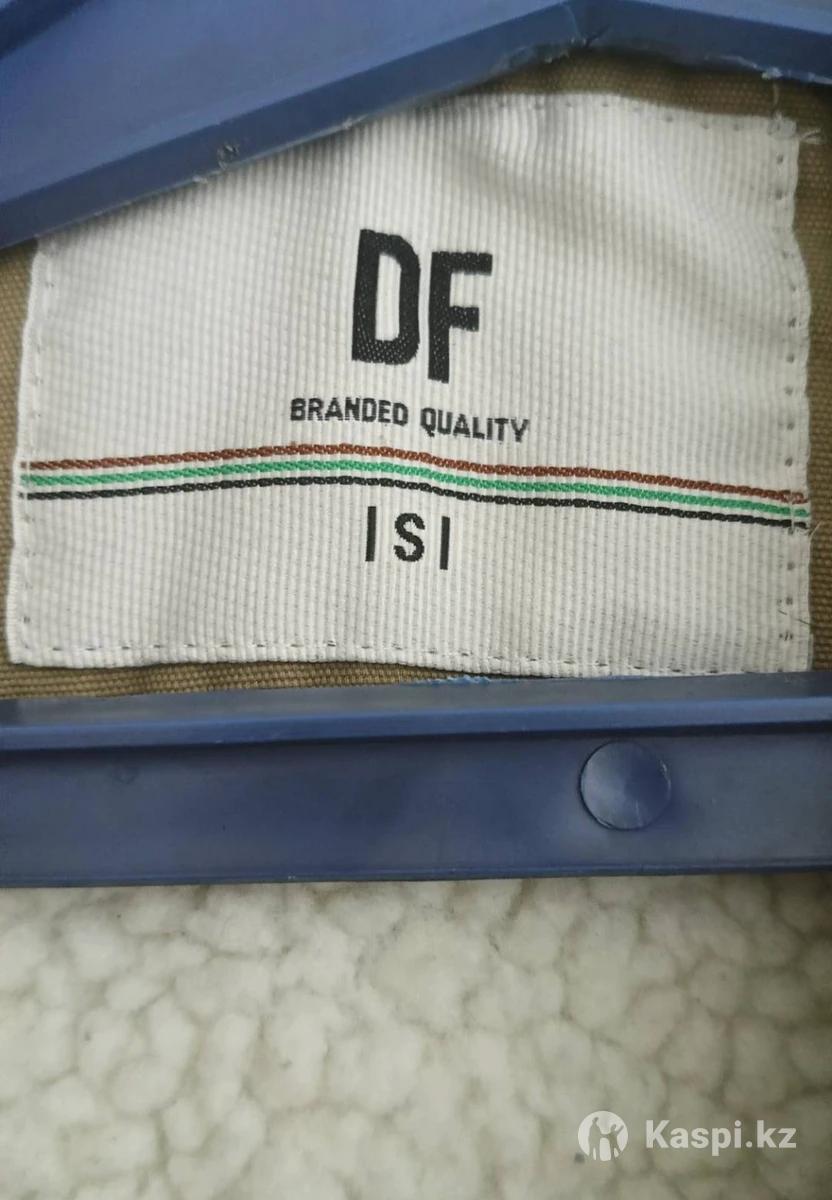 DF
BRANDED QUALITY
ISI
Kaspi.kz